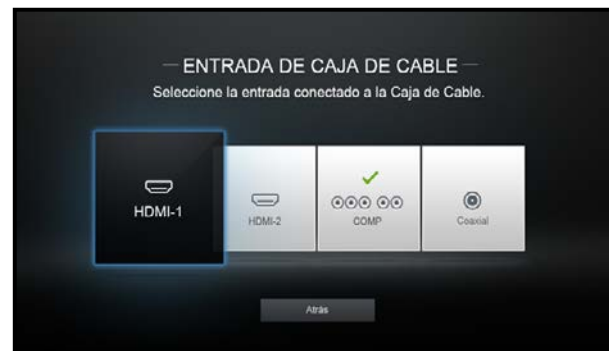 ENTRADA DE CAJA DE CABLE
Seleccione la entrada conectado a la Caja de Cable.
HDMI-1
HDMI-2
COMP
Coaxial
Atrás